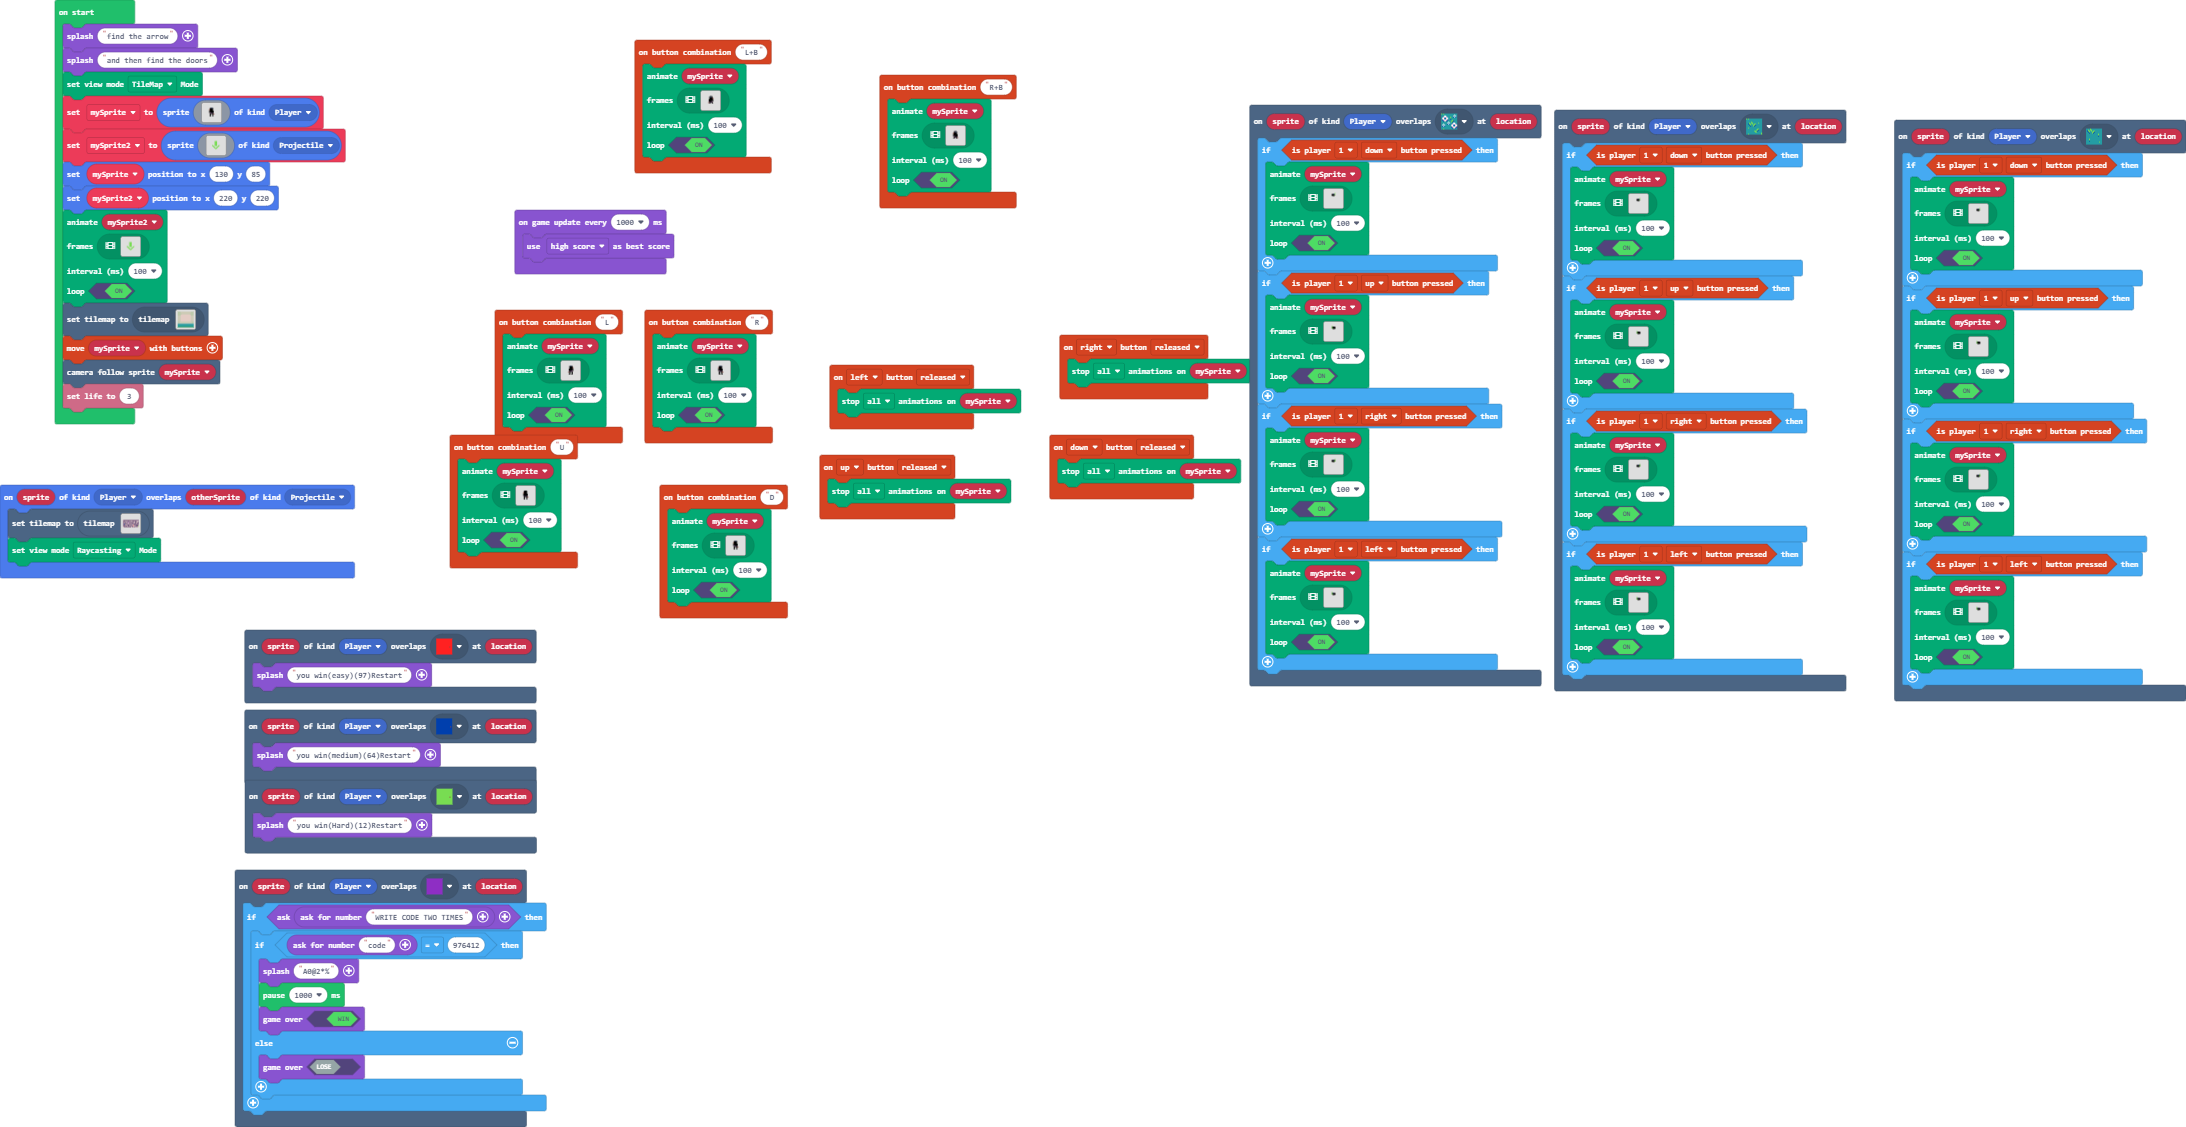 on start
splash "find the arrow"
splash "and then find the doors"
set view mode TileMap Mode
set mySprite to sprite of kind Player
set mySprite2 to sprite of kind Projectile
set mySprite position to x 130 y 85
set mySprite2 position to x 220 y 220
animate mySprite2
frames
interval (ms) 100
loop ON
set tilemap to tilemap
move mySprite with buttons
camera follow sprite mySprite
set life to 3
on sprite of kind Player overlaps otherSprite of kind Projectile
set tilemap to tilemap
set view mode Raycasting Mode
on button combination "L+B"
animate mySprite
frames
interval (ms) 100
loop ON
on button combination "R+B"
animate mySprite
frames
interval (ms) 100
loop ON
on game update every 1000 ms
use high score as best score
on button combination "L"
animate mySprite
frames
interval (ms) 100
loop ON
on button combination "R"
animate mySprite
frames
interval (ms) 100
loop ON
on button combination "U"
animate mySprite
frames
interval (ms) 100
loop ON
on button combination "D"
animate mySprite
frames
interval (ms) 100
loop ON
on left button released
stop all animations on mySprite
on up button released
stop all animations on mySprite
on right button released
stop all animations on mySprite
on down button released
stop all animations on mySprite
on sprite of kind Player overlaps at location
splash "you win(easy)(97)Restart"
on sprite of kind Player overlaps at location
splash "you win(medium)(64)Restart"
on sprite of kind Player overlaps at location
splash "you win(Hard)(12)Restart"
on sprite of kind Player overlaps at location
if ask ask for number "WRITE CODE TWO TIMES" then
if ask for number "code" = 976412 then
splash "A0@2*%"
pause 1000 ms
game over WIN
else
game over LOSE
on sprite of kind Player overlaps at location
if is player 1 down button pressed then
animate mySprite
frames
interval (ms) 100
loop ON
if is player 1 up button pressed then
animate mySprite
frames
interval (ms) 100
loop ON
if is player 1 right button pressed then
animate mySprite
frames
interval (ms) 100
loop ON
if is player 1 left button pressed then
animate mySprite
frames
interval (ms) 100
loop ON
on sprite of kind Player overlaps at location
if is player 1 down button pressed then
animate mySprite
frames
interval (ms) 100
loop ON
if is player 1 up button pressed then
animate mySprite
frames
interval (ms) 100
loop ON
if is player 1 right button pressed then
animate mySprite
frames
interval (ms) 100
loop ON
if is player 1 left button pressed then
animate mySprite
frames
interval (ms) 100
loop ON
on sprite of kind Player overlaps at location
if is player 1 down button pressed then
animate mySprite
frames
interval (ms) 100
loop ON
if is player 1 up button pressed then
animate mySprite
frames
interval (ms) 100
loop ON
if is player 1 right button pressed then
animate mySprite
frames
interval (ms) 100
loop ON
if is player 1 left button pressed then
animate mySprite
frames
interval (ms) 100
loop ON